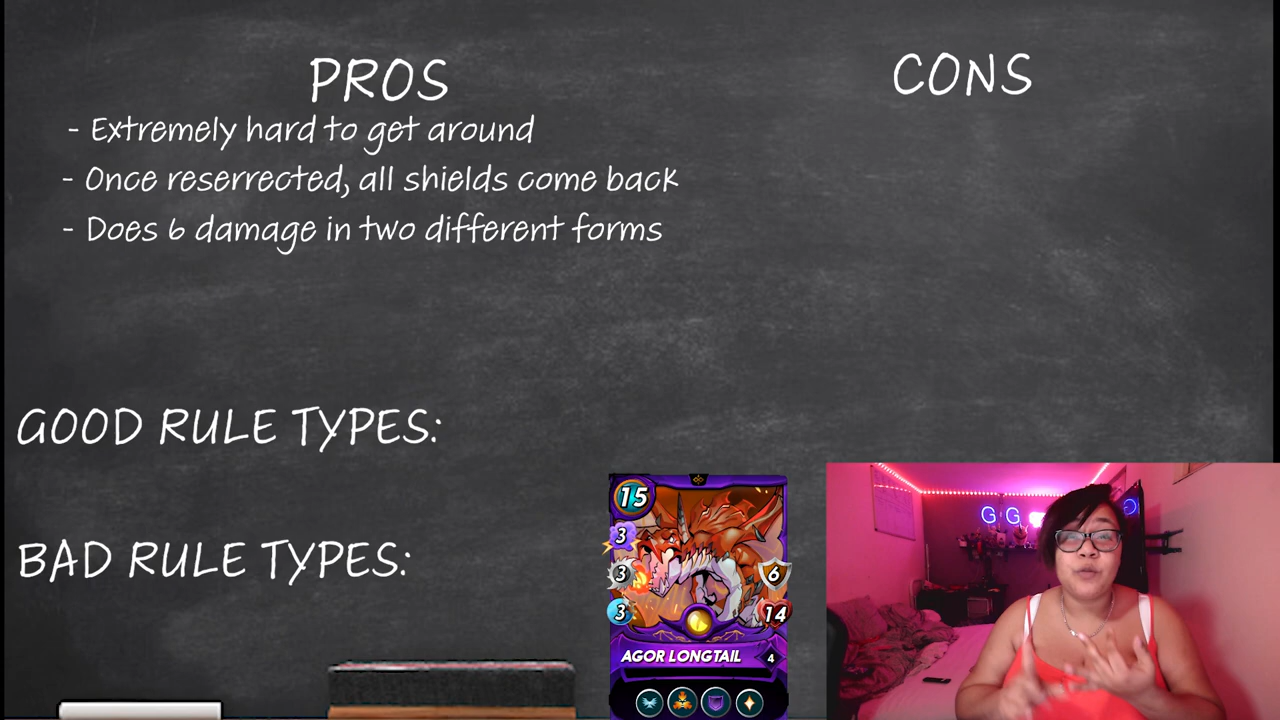 PROS
CONS
- Extremely hard to get around
- Once reserrected, all shields come back
- Does 6 damage in two different forms
GOOD RULE TYPES:
BAD RULE TYPES:
15
3
3
6
3
14
AGOR LONGTAIL
4
G G